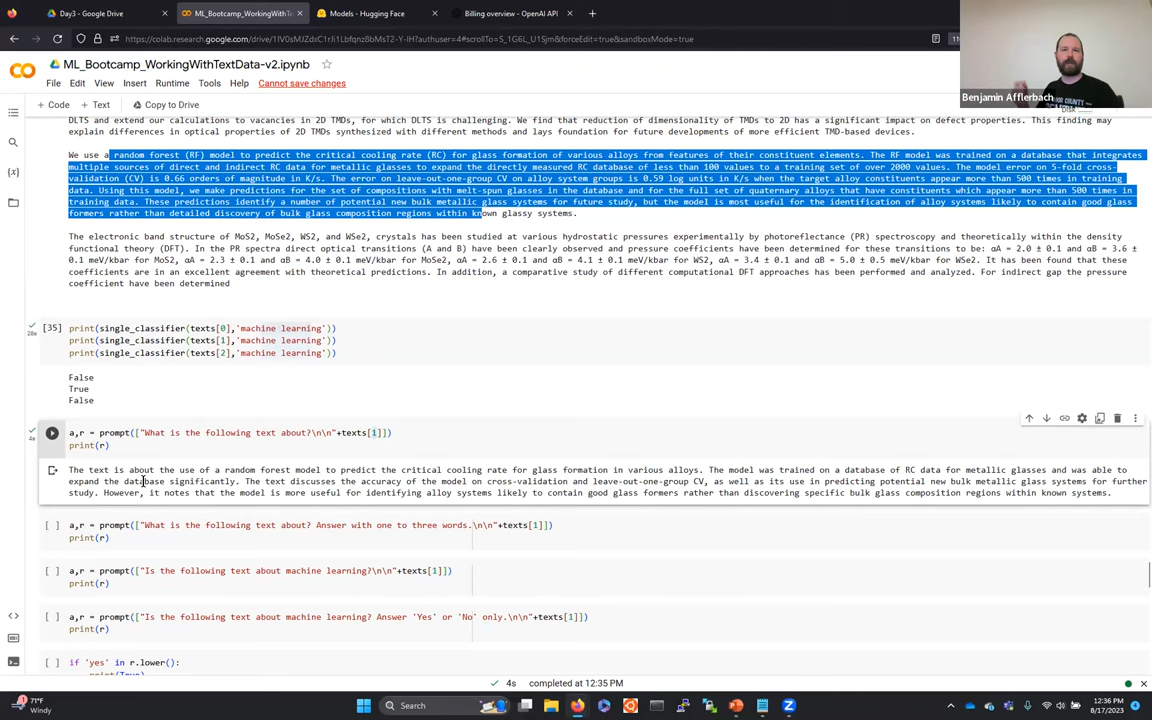 Day3 - Google Drive
ML_Bootcamp_WorkingWithText
Models - Hugging Face
Billing overview - OpenAI API
https://colab.research.google.com/drive/1IV0sMJZdxC1rJi1Lbfqnz8bMsT2-Y-IH?authuser=4#scrollTo=S_1G6L_U1Sjm&forceEdit=true&sandboxMode=true
ML_Bootcamp_WorkingWithTextData-v2.ipynb
File Edit View Insert Runtime Tools Help Cannot save changes
Benjamin Afflerbach
+ Code + Text Copy to Drive
DLTS and extend our calculations to vacancies in 2D TMDs, for which DLTS is challenging. We find that reduction of dimensionality of TMDs to 2D has a significant impact on defect properties. This finding may
explain differences in optical properties of 2D TMDs synthesized with different methods and lays foundation for future developments of more efficient TMD-based devices.
We use a random forest (RF) model to predict the critical cooling rate (RC) for glass formation of various alloys from features of their constituent elements. The RF model was trained on a database that integrates
multiple sources of direct and indirect RC data for metallic glasses to expand the directly measured RC database of less than 100 values to a training set of over 2000 values. The model error on 5-fold cross-
validation (CV) is 0.66 orders of magnitude in K/s. The error on leave-out-one-group CV on alloy system groups is 0.59 log units in K/s when the target alloy constituents appear more than 500 times in training
data. Using this model, we make predictions for the set of compositions with melt-spun glasses in the database and for the full set of quaternary alloys that have constituents which appear more than 500 times in
training data. These predictions identify a number of potential new bulk metallic glass systems for future study, but the model is most useful for the identification of alloy systems likely to contain good glass
formers rather than detailed discovery of bulk glass composition regions within known glassy systems.
The electronic band structure of MoS2, MoSe2, WS2, and WSe2, crystals has been studied at various hydrostatic pressures experimentally by photoreflectance (PR) spectroscopy and theoretically within the density
functional theory (DFT). In the PR spectra direct optical transitions (A and B) have been clearly observed and pressure coefficients have been determined for these transitions to be: αA = 2.0 ± 0.1 and αB = 3.6 ±
0.1 meV/kbar for MoS2, αA = 2.3 ± 0.1 and αB = 4.0 ± 0.1 meV/kbar for MoSe2, αA = 2.6 ± 0.1 and αB = 4.1 ± 0.1 meV/kbar for WS2, αA = 3.4 ± 0.1 and αB = 5.0 ± 0.5 meV/kbar for WSe2. It has been found that these
coefficients are in an excellent agreement with theoretical predictions. In addition, a comparative study of different computational DFT approaches has been performed and analyzed. For indirect gap the pressure
coefficient have been determined
[35] print(single_classifier(texts[0],'machine learning'))
28s
print(single_classifier(texts[1],'machine learning'))
print(single_classifier(texts[2],'machine learning'))
False
True
False
a,r = prompt(["What is the following text about?\n\n"+texts[1]])
4s
print(r)
The text is about the use of a random forest model to predict the critical cooling rate for glass formation in various alloys. The model was trained on a database of RC data for metallic glasses and was able to
expand the database significantly. The text discusses the accuracy of the model on cross-validation and leave-out-one-group CV, as well as its use in predicting potential new bulk metallic glass systems for further
study. However, it notes that the model is more useful for identifying alloy systems likely to contain good glass formers rather than discovering specific bulk glass composition regions within known systems.
[ ] a,r = prompt(["What is the following text about? Answer with one to three words.\n\n"+texts[1]])
print(r)
[ ] a,r = prompt(["Is the following text about machine learning?\n\n"+texts[1]])
print(r)
[ ] a,r = prompt(["Is the following text about machine learning? Answer 'Yes' or 'No' only.\n\n"+texts[1]])
print(r)
[ ] if 'yes' in r.lower():
4s completed at 12:35 PM
71°F
Windy
Search
12:36 PM
8/17/2023